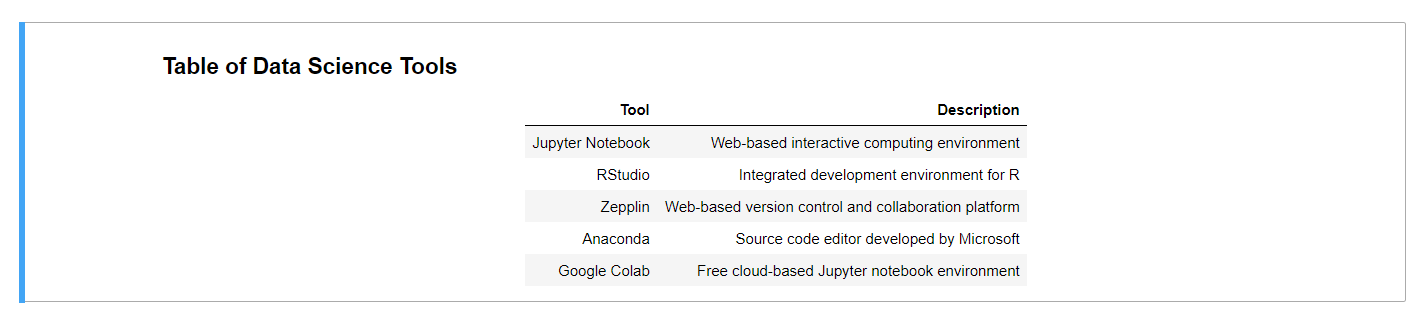 Table of Data Science Tools
Tool Description
Jupyter Notebook Web-based interactive computing environment
RStudio Integrated development environment for R
Zepplin Web-based version control and collaboration platform
Anaconda Source code editor developed by Microsoft
Google Colab Free cloud-based Jupyter notebook environment